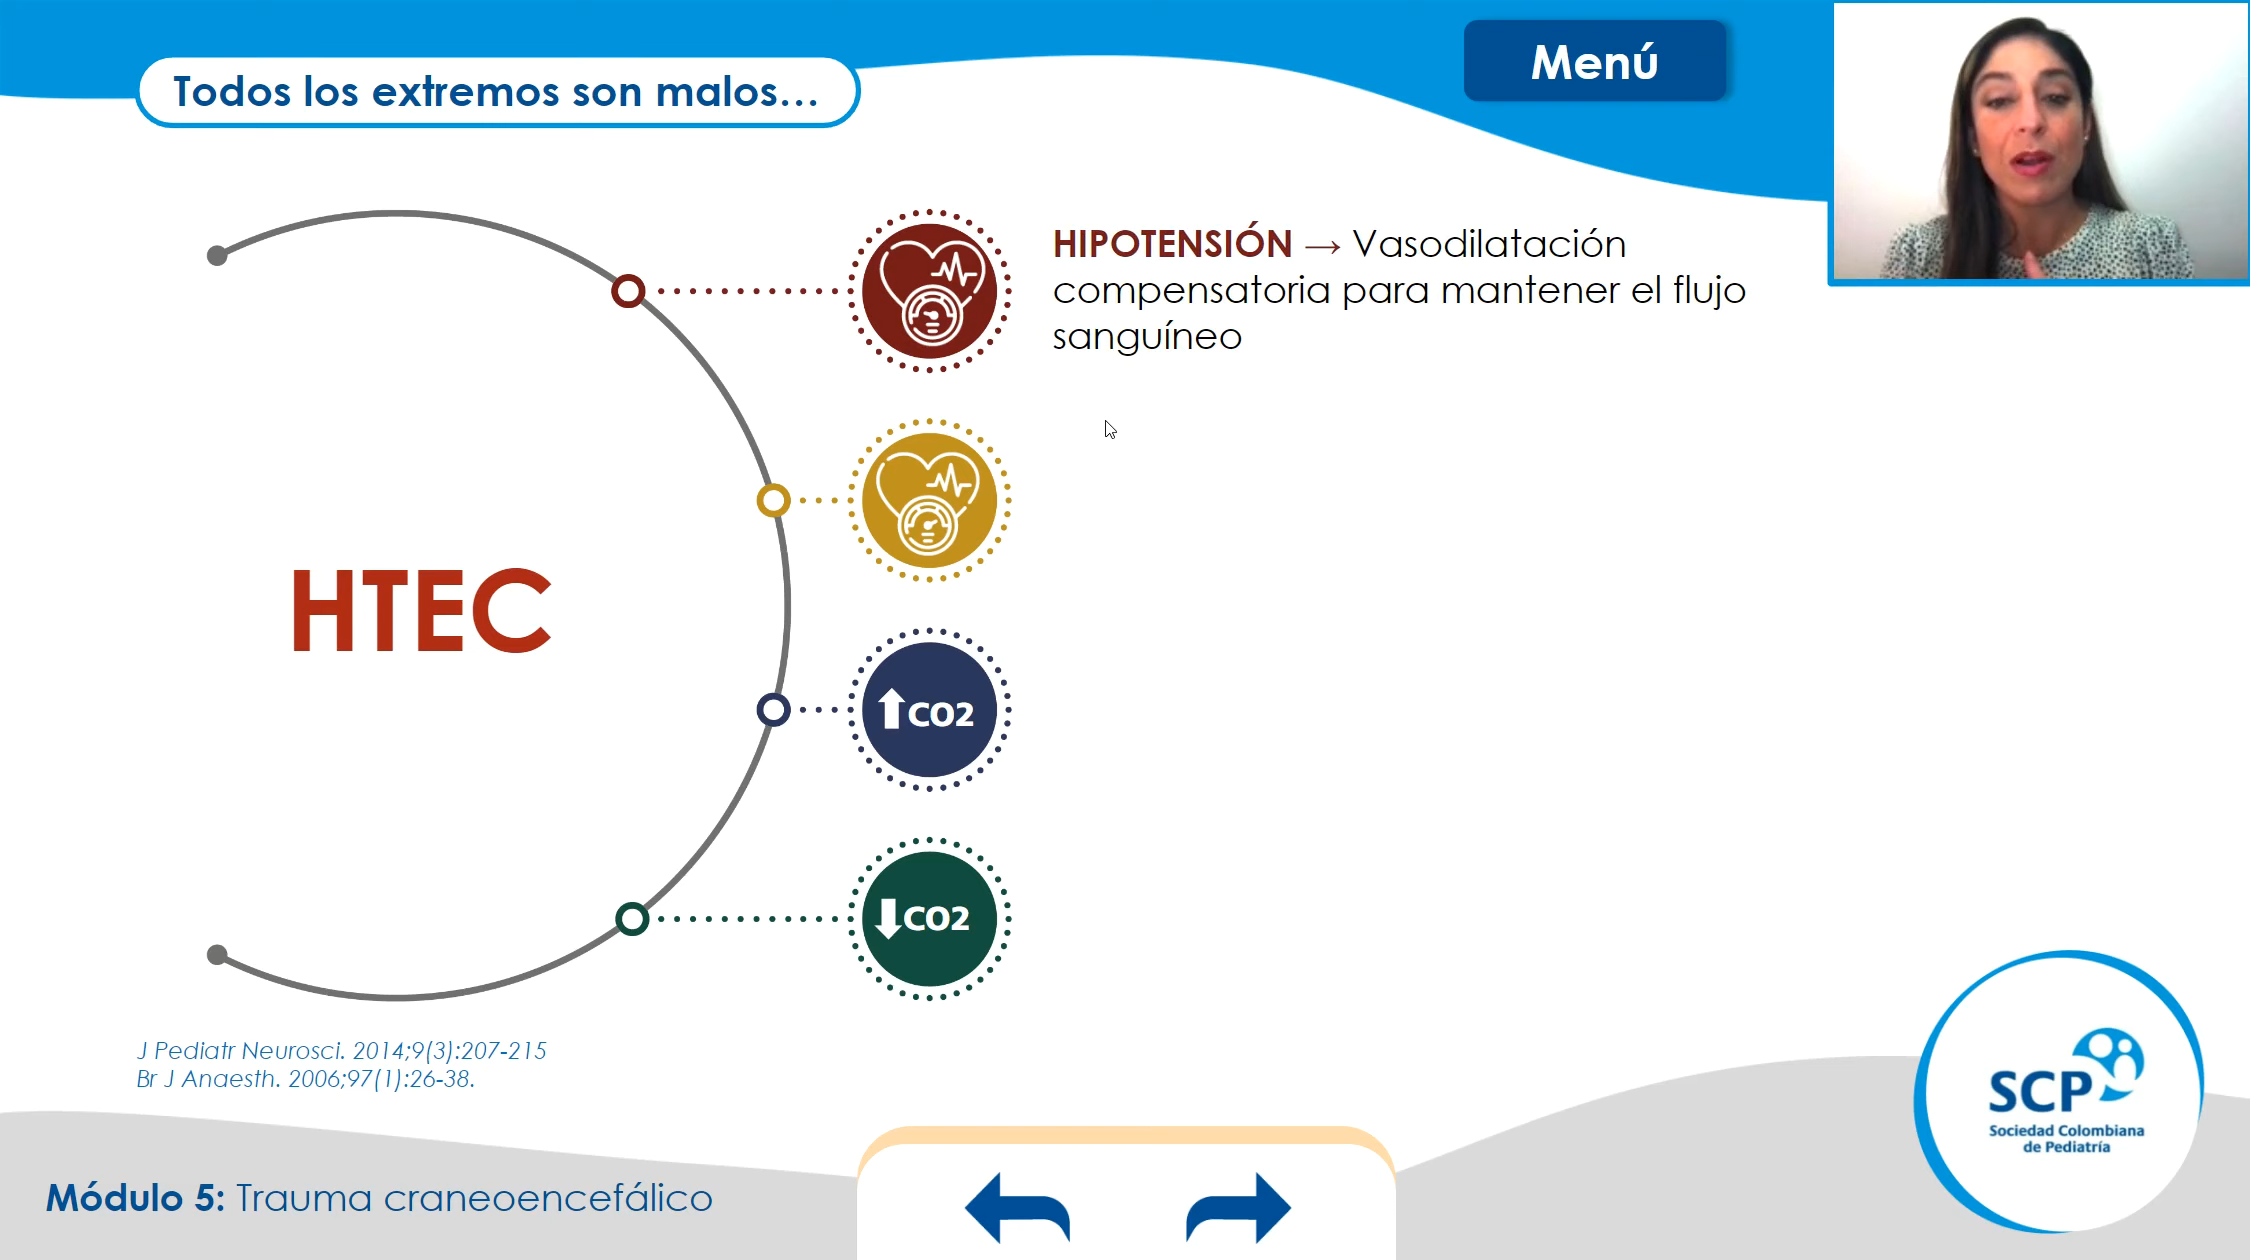 Todos los extremos son malos...
Menú
HIPOTENSIÓN → Vasodilatación
compensatoria para mantener el flujo
sanguíneo
HTEC
↑CO2
↓CO2
J Pediatr Neurosci. 2014;9(3):207-215
Br J Anaesth. 2006;97(1):26-38.
Módulo 5: Trauma craneoencefálico
SCP
Sociedad Colombiana
de Pediatría